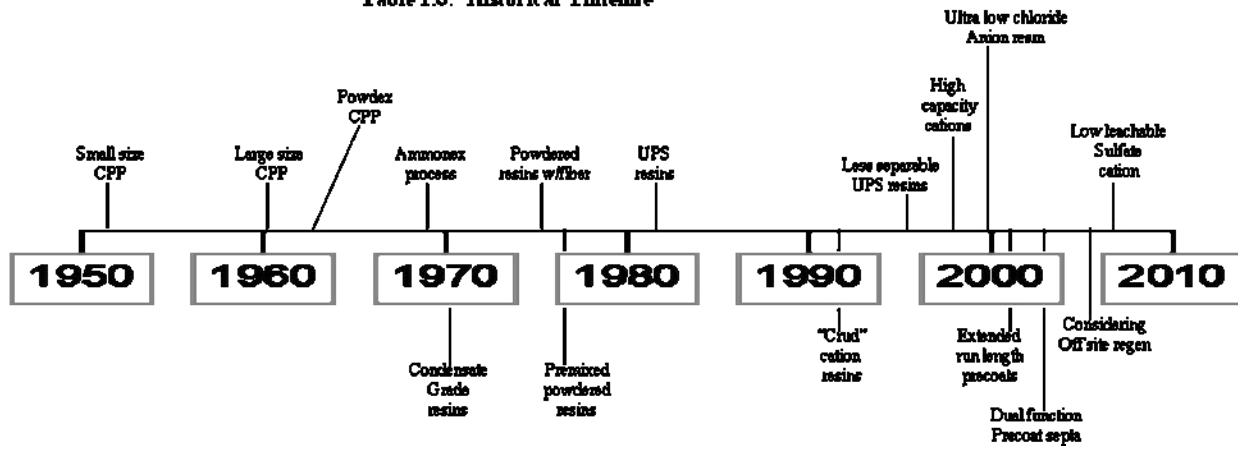 Table 1.3. Historical Timeline
Ultra low chloride
Anion resin
Powdex
CPP
High
capacity
cations
Small size
CPP
Large size
CPP
Ammonex
process
Powdered
resins w/fiber
UPS
resins
Less separable
UPS resins
Low leachable
Sulfate
cation
1950
1960
1970
1980
1990
2000
2010
Condensate
Grade
resins
Premixed
powdered
resins
"Crud"
cation
resins
Extended
run length
precoats
Considering
Off site regen
Dual function
Precoat septa